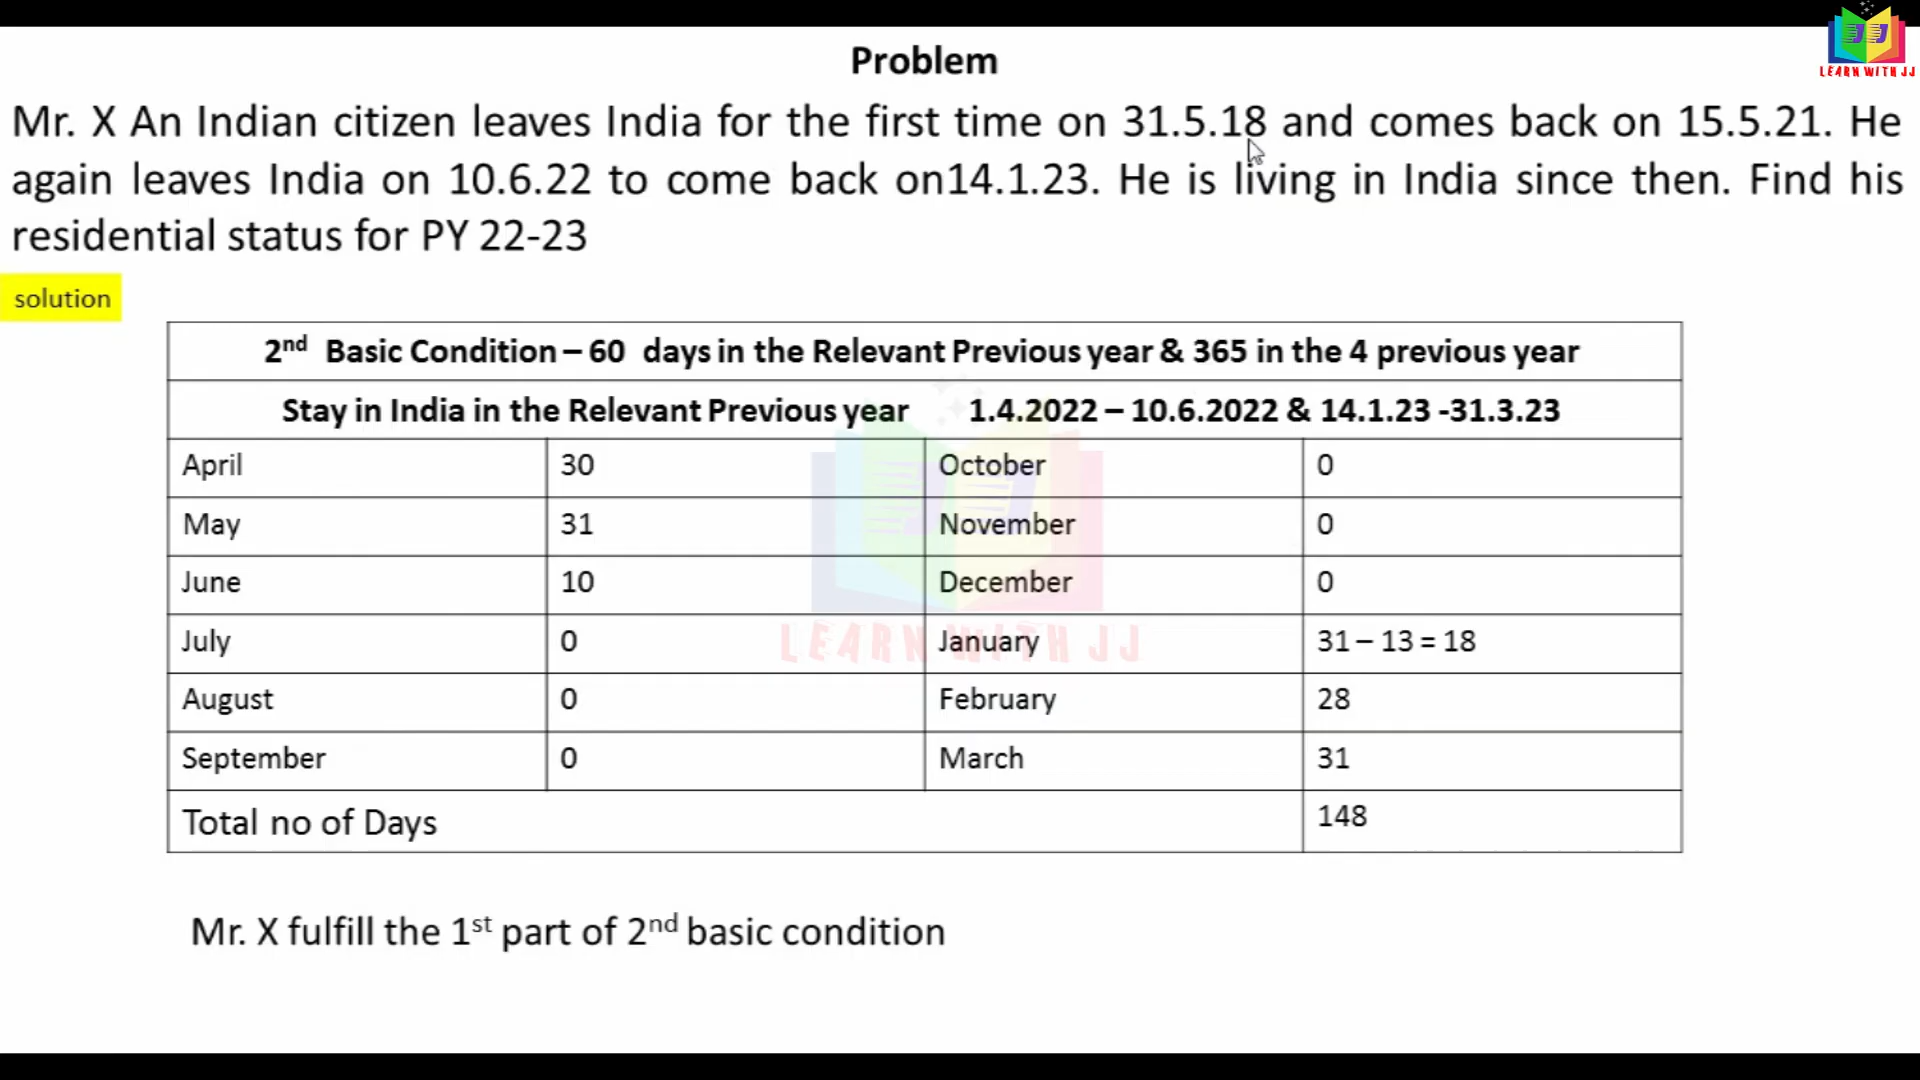 LEARN WITH JJ
Problem
Mr. X An Indian citizen leaves India for the first time on 31.5.18 and comes back on 15.5.21. He
again leaves India on 10.6.22 to come back on14.1.23. He is living in India since then. Find his
residential status for PY 22-23
solution
2nd Basic Condition – 60 days in the Relevant Previous year & 365 in the 4 previous year
Stay in India in the Relevant Previous year 1.4.2022 – 10.6.2022 & 14.1.23 -31.3.23
April 30 October 0
May 31 November 0
June 10 December 0
July 0 January 31 – 13 = 18
August 0 February 28
September 0 March 31
Total no of Days 148
LEARN WITH JJ
Mr. X fulfill the 1st part of 2nd basic condition